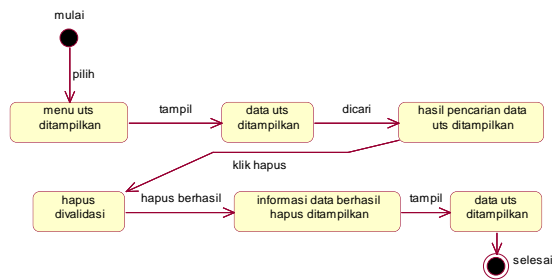 mulai
pilih
menu uts
ditampilkan
tampil
data uts
ditampilkan
dicari
hasil pencarian data
uts ditampilkan
klik hapus
hapus
divalidasi
hapus berhasil
informasi data berhasil
hapus ditampilkan
tampil
data uts
ditampilkan
selesai